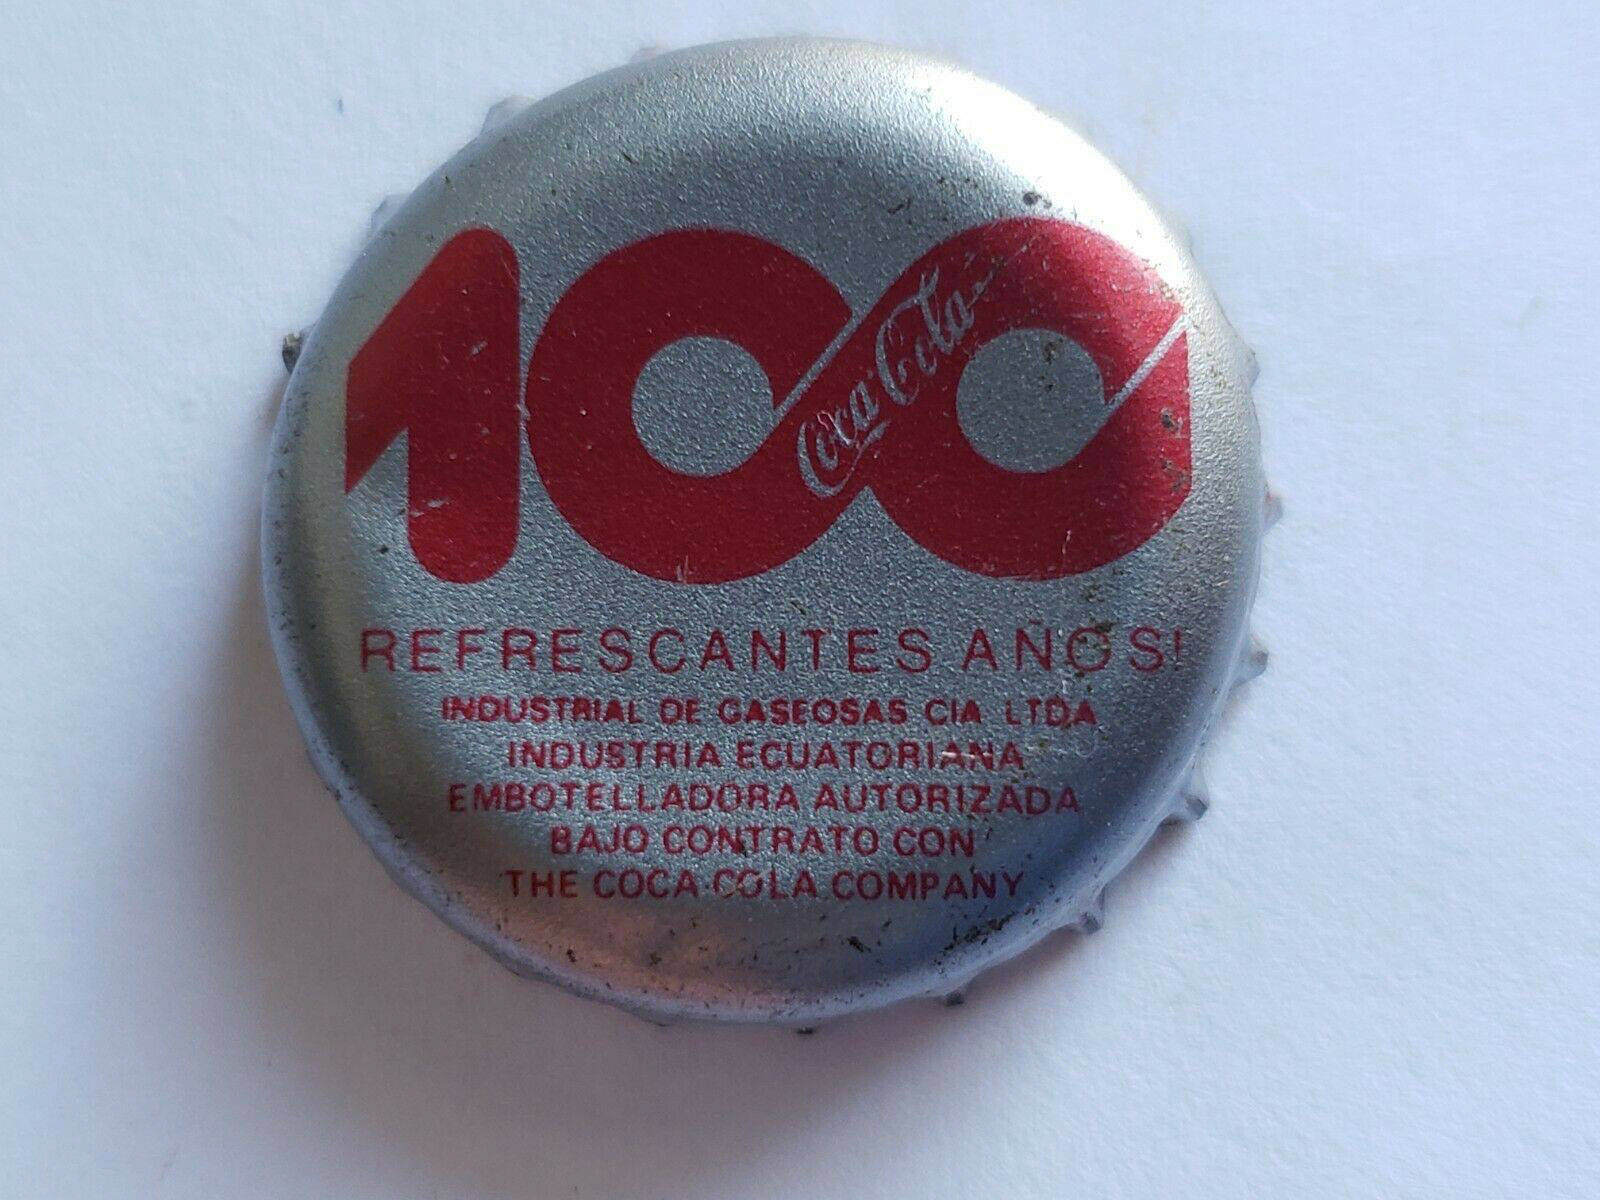 100
Coca-Cola
REFRESCANTES AÑOS!
INDUSTRIAL DE GASEOSAS CIA LTDA
INDUSTRIA ECUATORIANA
EMBOTELLADORA AUTORIZADA
BAJO CONTRATO CON
THE COCA-COLA COMPANY